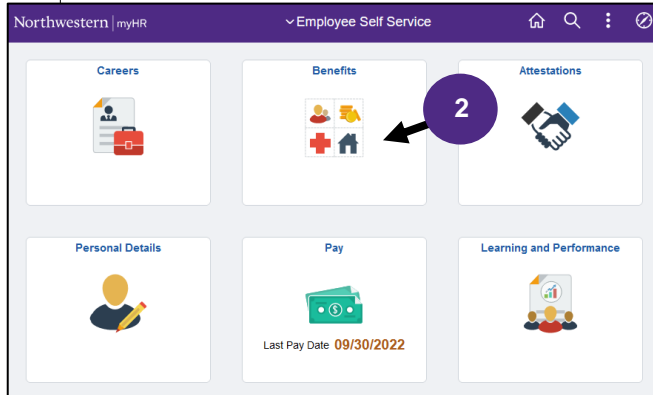 Northwestern | myHR
Employee Self Service
Careers
Benefits
Attestations
2
Personal Details
Pay
Learning and Performance
Last Pay Date 09/30/2022